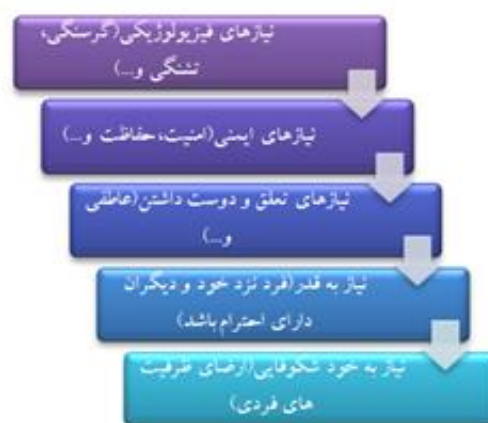 نیازهای فیزیولوژیکی(گرسنگی،
تشنگی و...)
نیازهای ایمنی(امنیت،حفاظت و...)
نیازهای تعلق و دوست داشتن(عاطفی
و...)
نیاز به قدر(فرد نزد خود و دیگران
دارای احترام باشد)
نیاز به خود شکوفایی(ارضای ظرفیت
های فردی)